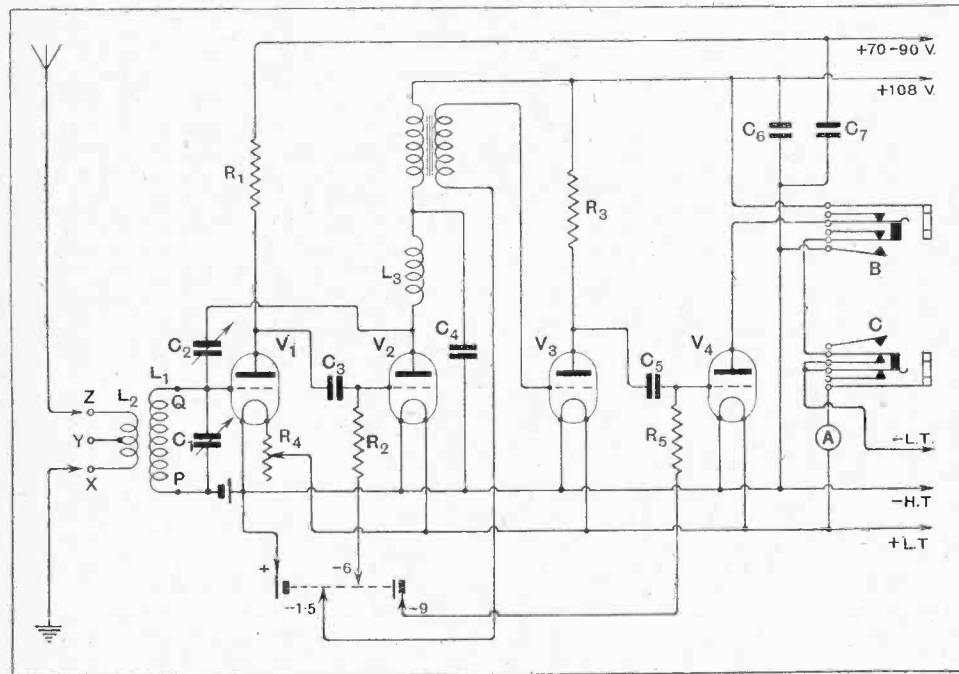 +70-90 V.
+108 V.
C6
C7
R1
R3
L3
B
C2
V1
C3
V2
C4
V3
C5
V4
C
L1
L2
Z
Q
Y
C1
R4
R2
R5
A
-L.T.
X
P
-H.T
+L.T
+
-6
-1·5
-9